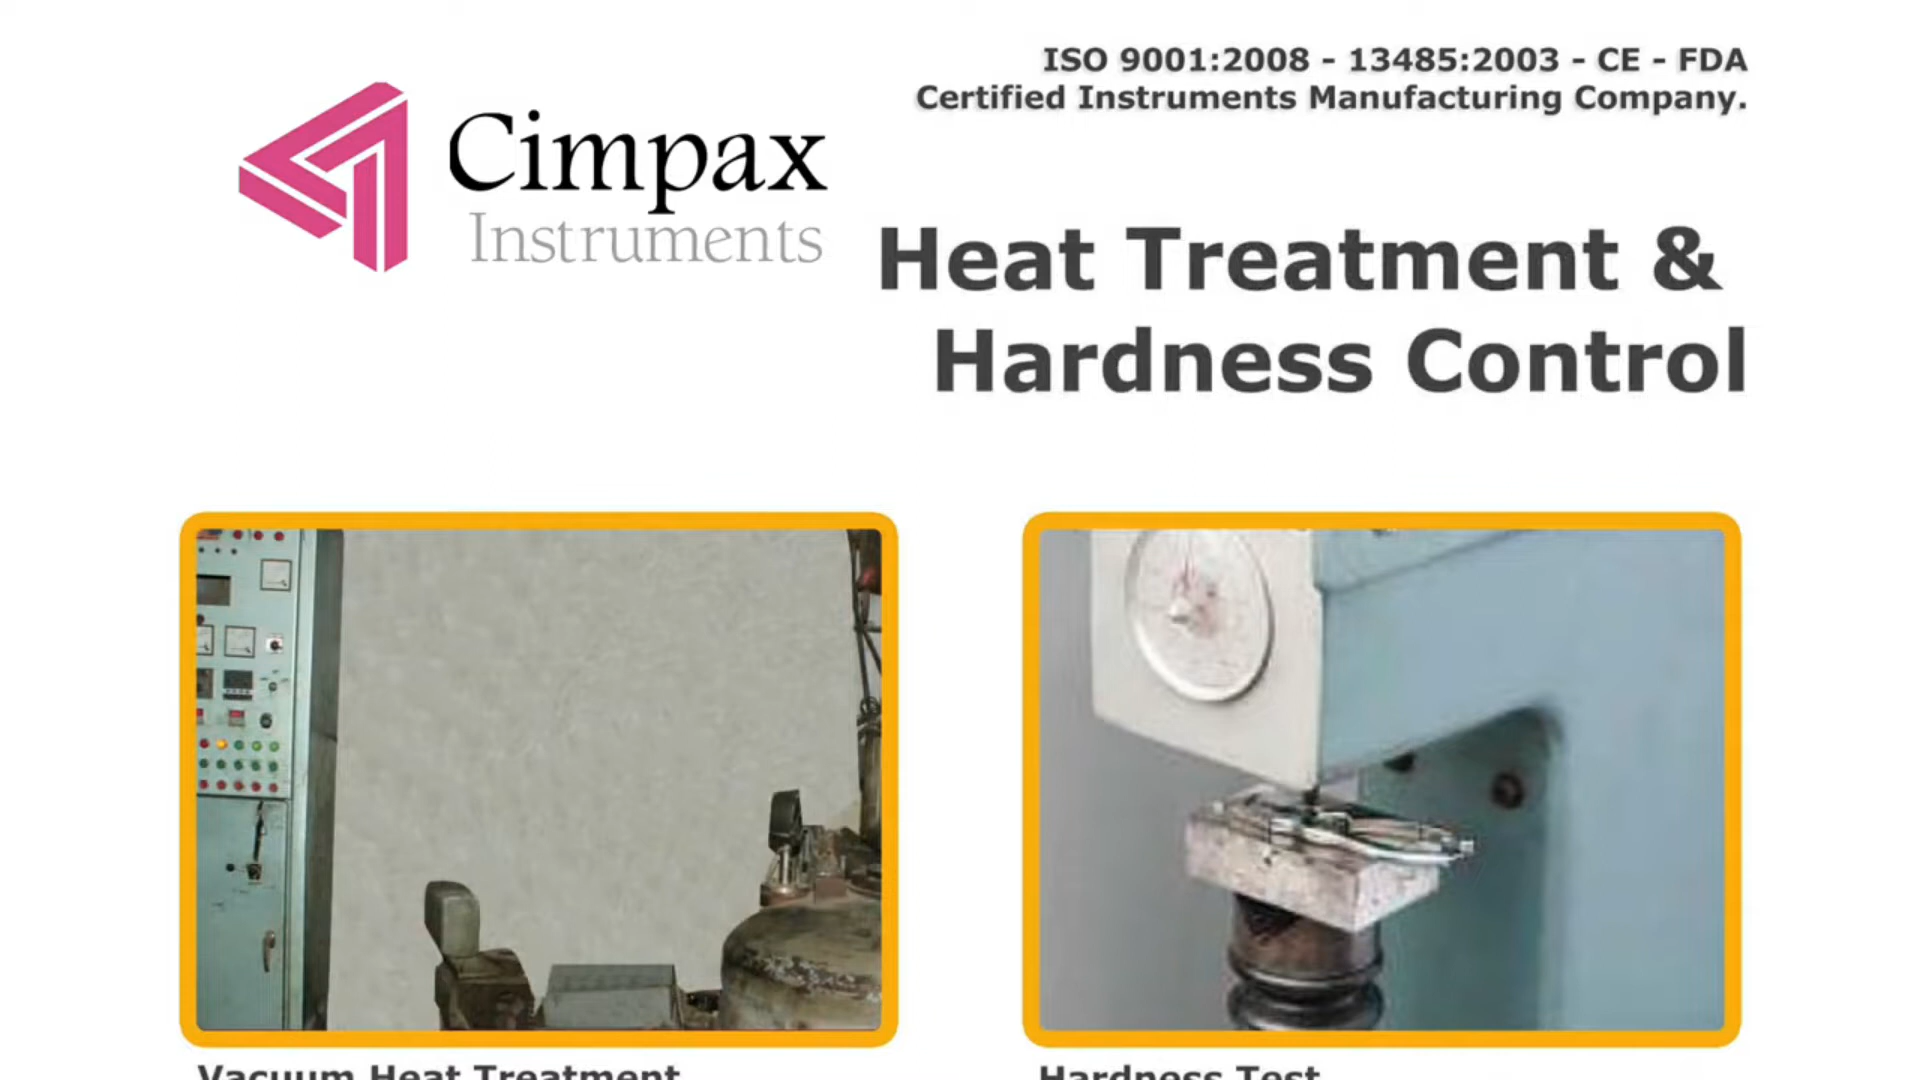 ISO 9001:2008 - 13485:2003 - CE - FDA
Certified Instruments Manufacturing Company.
Cimpax
Instruments
Heat Treatment &
Hardness Control
Vacuum Heat Treatment
Hardness Test